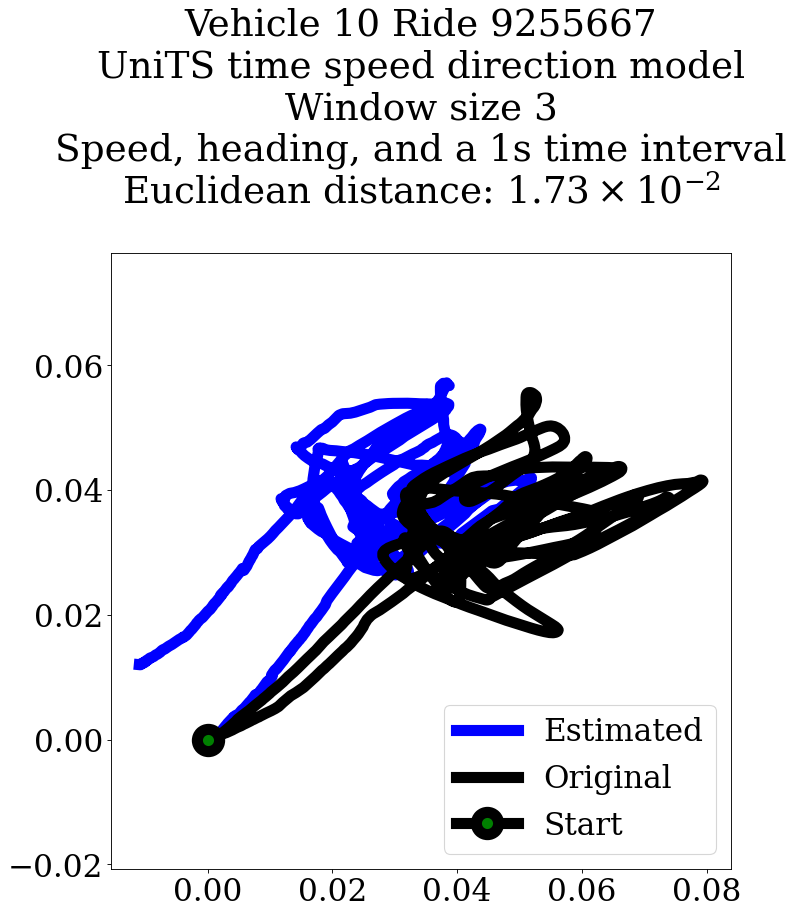 Vehicle 10 Ride 9255667
UniTS time speed direction model
Window size 3
Speed, heading, and a 1s time interval
Euclidean distance: 1.73 × 10⁻²
0.06
0.04
0.02
0.00
−0.02
0.00 0.02 0.04 0.06 0.08
Estimated
Original
Start